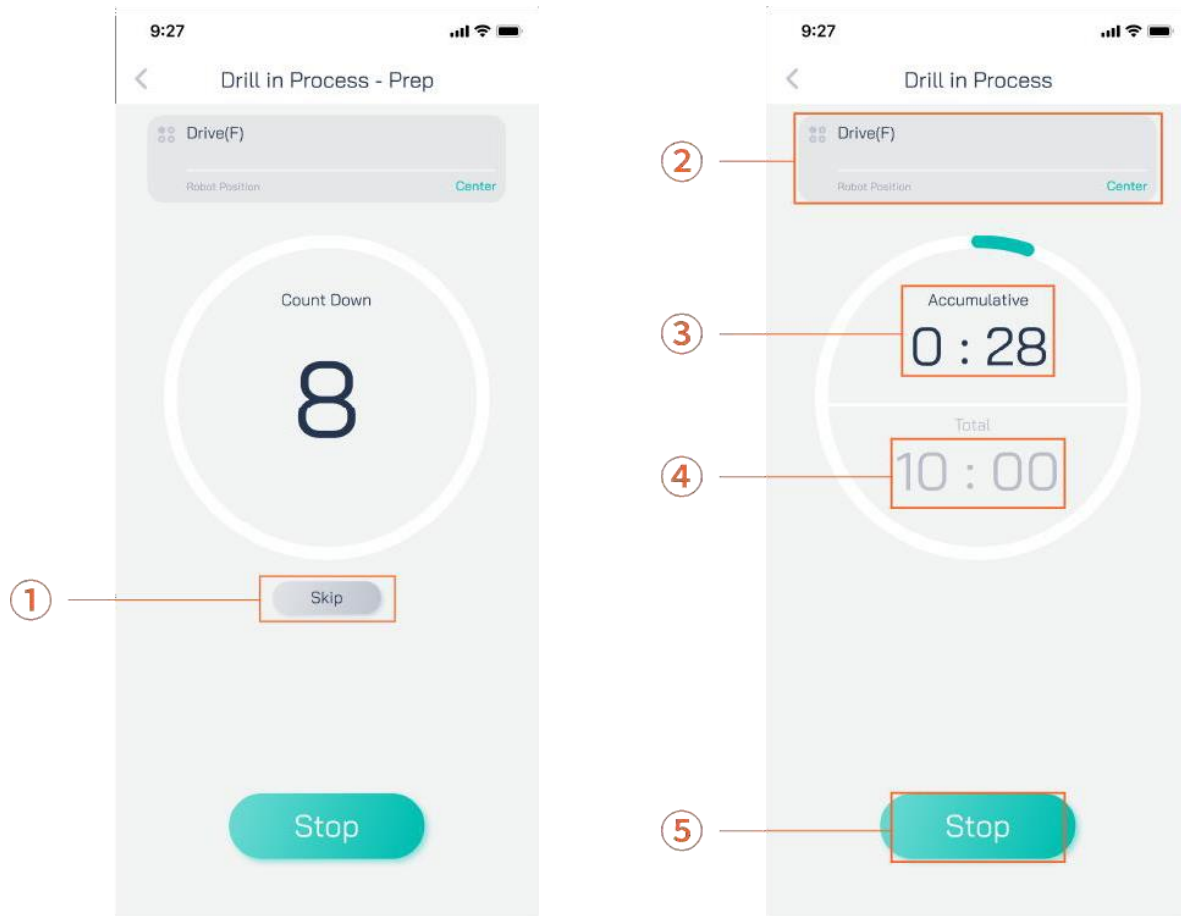 9:27
Drill in Process - Prep
Drive(F)
Robot Position
Center
Count Down
8
① Skip
Stop
9:27
Drill in Process
② Drive(F)
Robot Position
Center
③ Accumulative
0 : 28
Total
④ 10 : 00
⑤ Stop